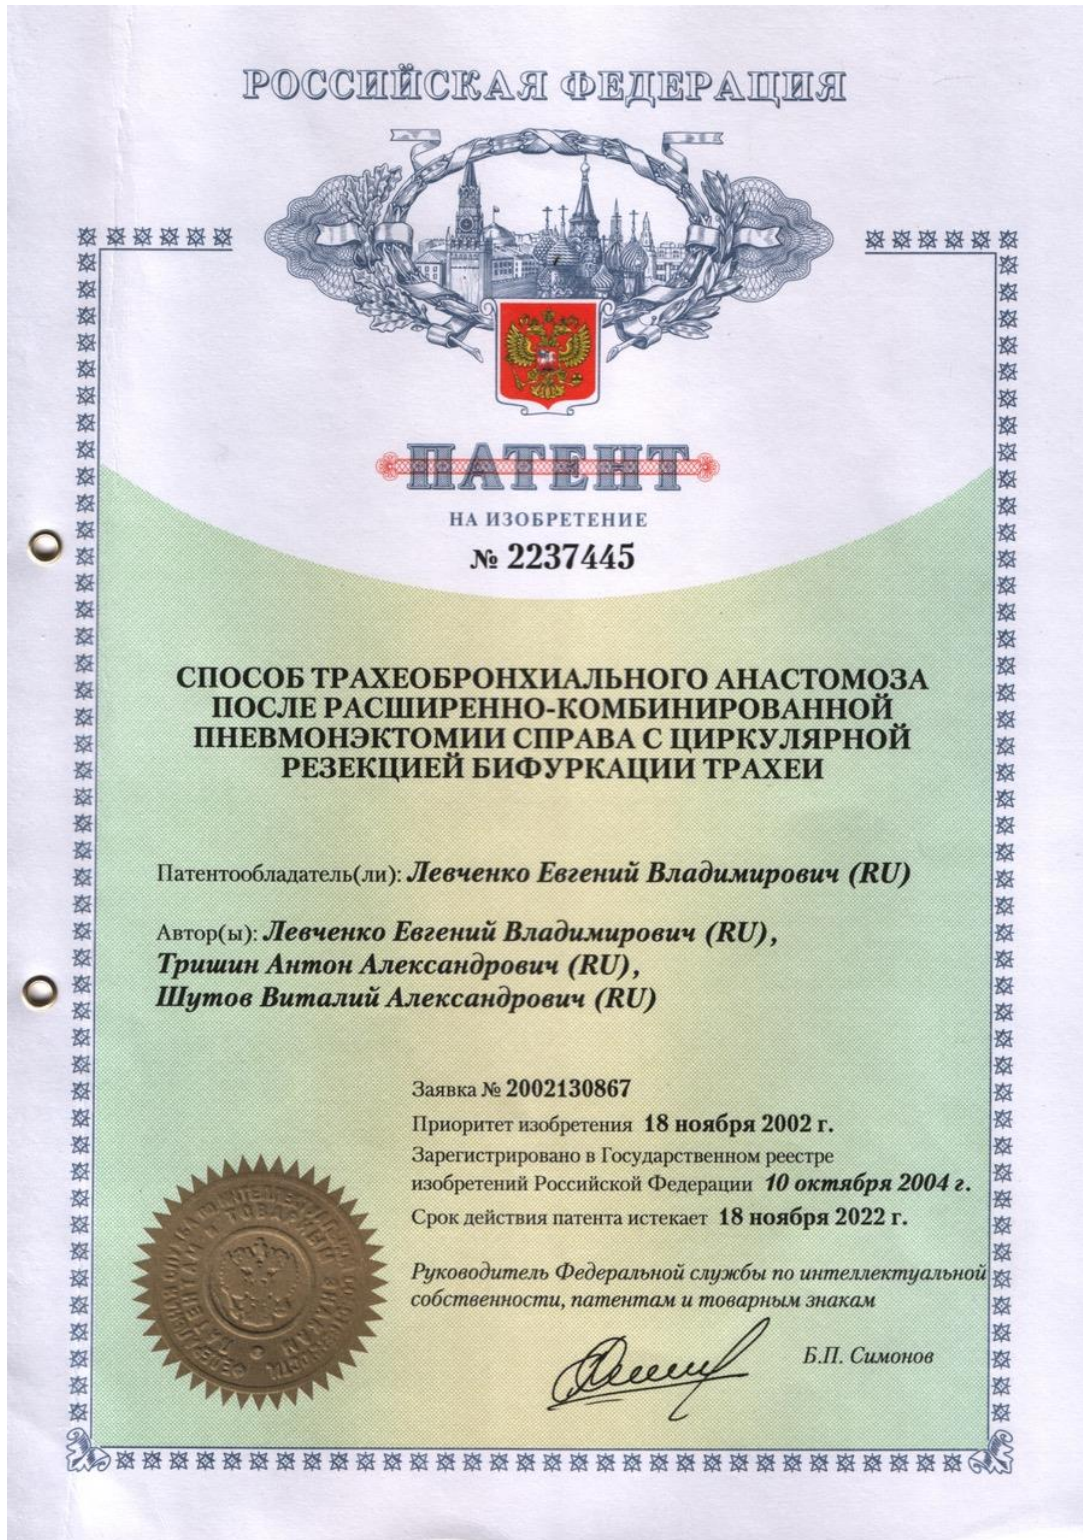 РОССИЙСКАЯ ФЕДЕРАЦИЯ
ПАТЕНТ
НА ИЗОБРЕТЕНИЕ
№ 2237445
СПОСОБ ТРАХЕОБРОНХИАЛЬНОГО АНАСТОМОЗА
ПОСЛЕ РАСШИРЕННО-КОМБИНИРОВАННОЙ
ПНЕВМОНЭКТОМИИ СПРАВА С ЦИРКУЛЯРНОЙ
РЕЗЕКЦИЕЙ БИФУРКАЦИИ ТРАХЕИ
Патентообладатель(ли): Левченко Евгений Владимирович (RU)
Автор(ы): Левченко Евгений Владимирович (RU),
Тришин Антон Александрович (RU),
Шутов Виталий Александрович (RU)
Заявка № 2002130867
Приоритет изобретения 18 ноября 2002 г.
Зарегистрировано в Государственном реестре
изобретений Российской Федерации 10 октября 2004 г.
Срок действия патента истекает 18 ноября 2022 г.
Руководитель Федеральной службы по интеллектуальной
собственности, патентам и товарным знакам
Б.П. Симонов